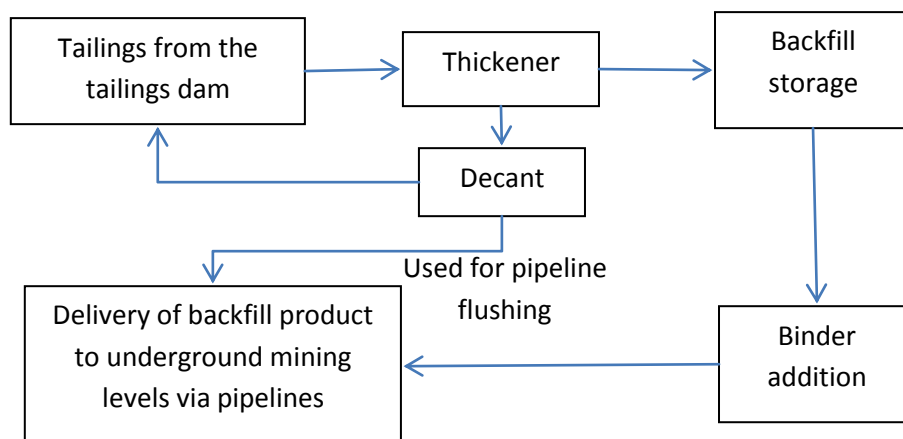 Tailings from the
tailings dam
Thickener
Backfill
storage
Decant
Used for pipeline
flushing
Delivery of backfill product
to underground mining
levels via pipelines
Binder
addition